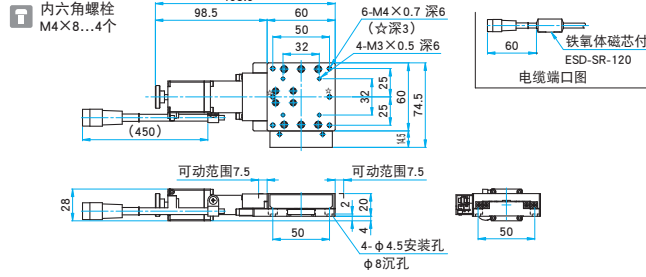 内六角螺栓
M4×8...4个
98.5
60
50
32
6-M4×0.7 深6
(☆深3)
4-M3×0.5 深6
60
铁氧体磁芯付
ESD-SR-120
电缆端口图
☆
☆
25
25
32
60
74.5
14.5
(450)
可动范围7.5
可动范围7.5
28
2
20
4
50
50
4-φ4.5安装孔
φ8沉孔